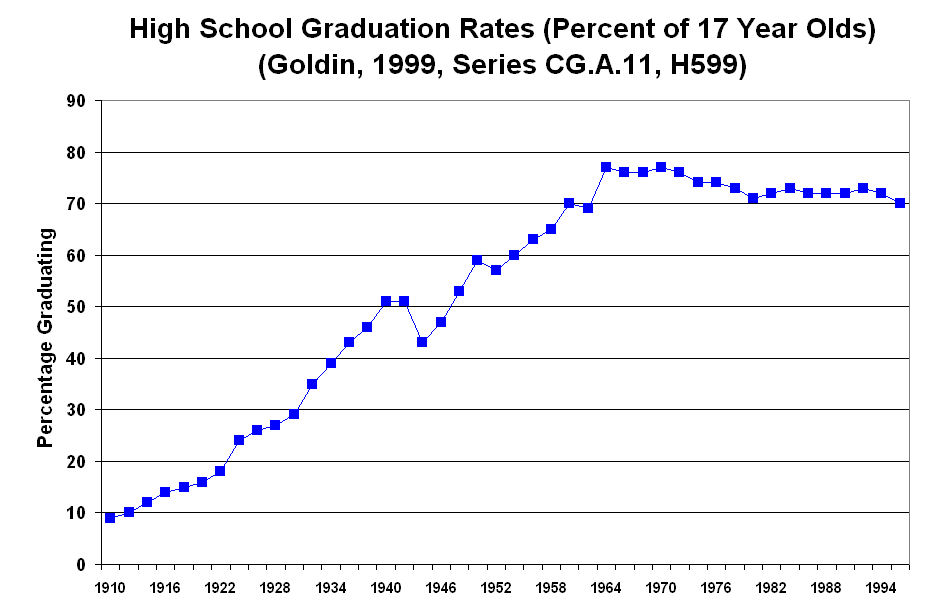 High School Graduation Rates (Percent of 17 Year Olds)
(Goldin, 1999, Series CG.A.11, H599)
Percentage Graduating
90
80
70
60
50
40
30
20
10
0
1910 1916 1922 1928 1934 1940 1946 1952 1958 1964 1970 1976 1982 1988 1994